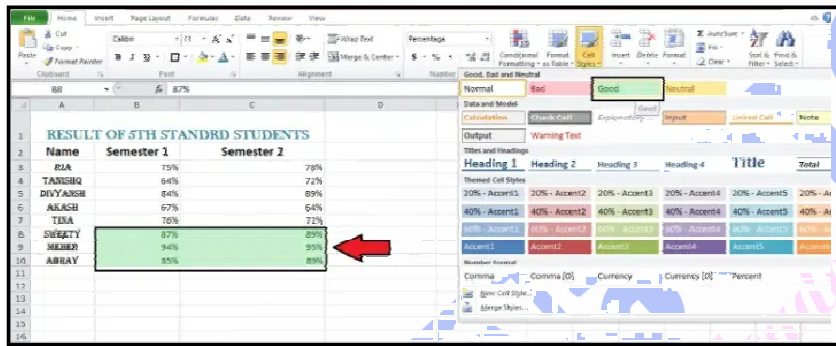 File Home Insert Page Layout Formulas Data Review View
Cut
Copy
Paste Format Painter
Calibri
Wrap Text
Merge & Center
Percentage
Conditional Formatting
Format as Table
Cell Styles
Insert Delete Format
AutoSum
Fill
Clear
Sort & Filter
Find & Select
Clipboard Font Alignment Number
B8 fx 87%
A B C D
1 RESULT OF 5TH STANDRD STUDENTS
2 Name Semester 1 Semester 2
3 RIA 75% 78%
4 TANISHQ 64% 72%
5 DIVYANSH 84% 89%
6 AKASH 67% 64%
7 TINA 76% 72%
8 SWEETY 87% 89%
9 94% 95%
10 ABHAY 85% 89%
11
12
13
14
15
16
Good, Bad and Neutral
Normal Bad Good Neutral
Good
Data and Model
Calculation Check Cell Explanatory ... Input Linked Cell Note
Output Warning Text
Titles and Headings
Heading 1 Heading 2 Heading 3 Heading 4 Title Total
Themed Cell Styles
20% - Accent1 20% - Accent2 20% - Accent3 20% - Accent4 20% - Accent5 20% - Ac
40% - Accent1 40% - Accent2 40% - Accent3 40% - Accent4 40% - Accent5 40% - Ac
60% - Accent1 60% - Accent2 60% - Accent3 60% - Accent4 60% - Accent5
Accent1 Accent2 Accent3 Accent4 Accent5
Number Format
Comma Comma [0] Currency Currency [0] Percent
New Cell Style...
Merge Styles...